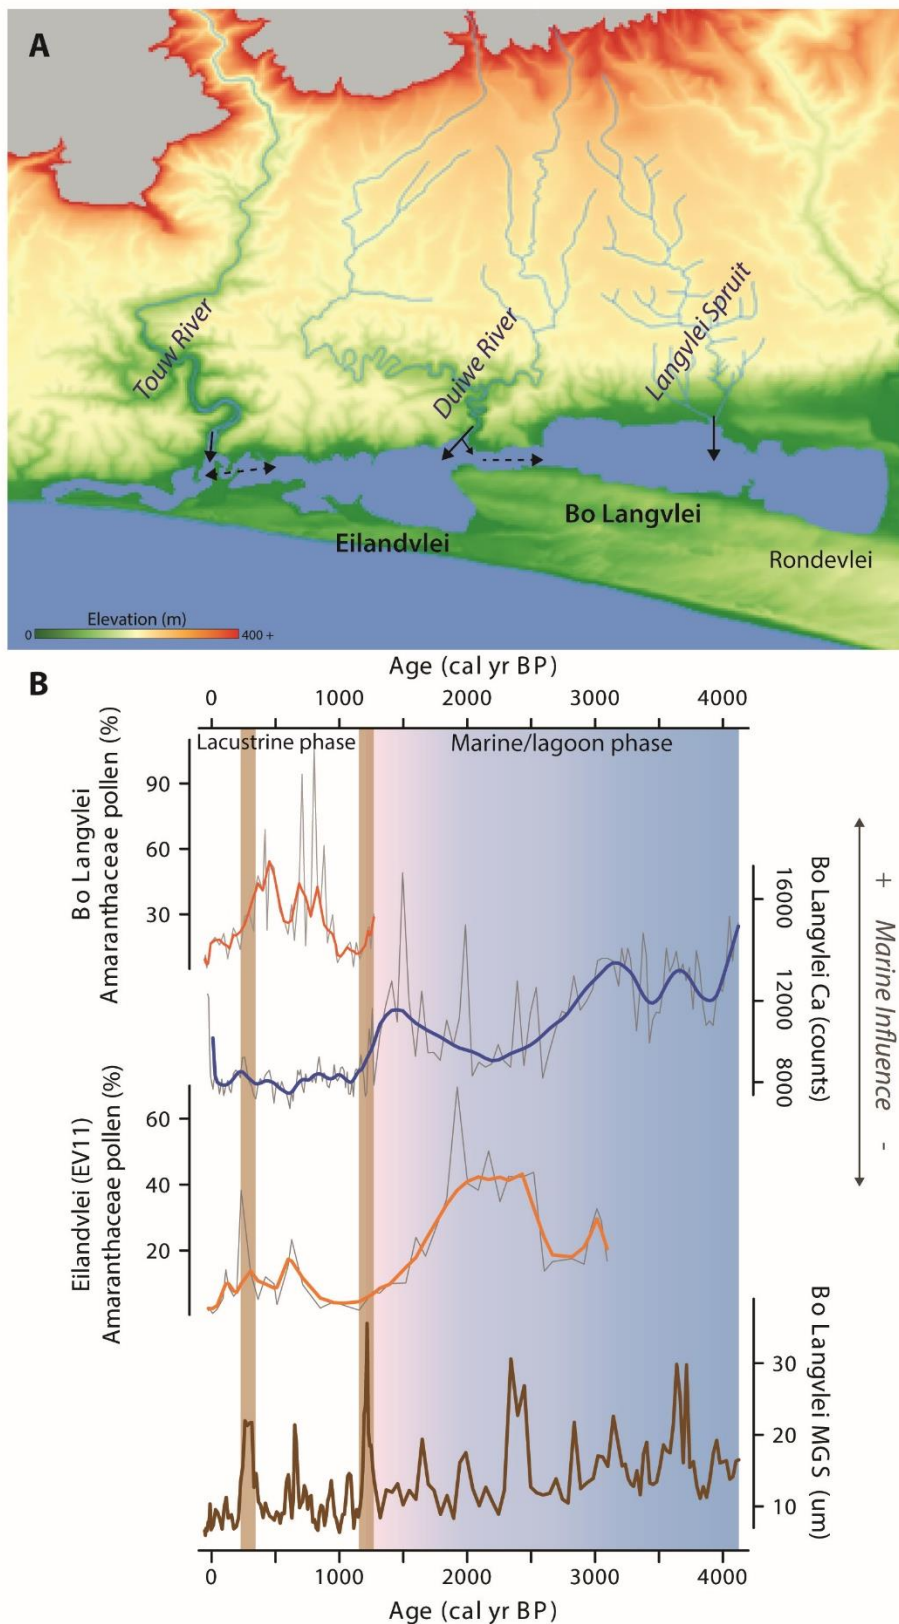 A
Touw River
Duiwe River
Langvlei Spruit
Eilandvlei
Bo Langvlei
Rondevlei
Elevation (m)
0
400 +
B
Age (cal yr BP)
0 1000 2000 3000 4000
Lacustrine phase
Marine/lagoon phase
Bo Langvlei
Amaranthaceae pollen (%)
90
60
30
Bo Langvlei Ca (counts)
16000
12000
8000
+ Marine Influence -
Eilandvlei (EV11)
Amaranthaceae pollen (%)
60
40
20
Bo Langvlei MGS (um)
30
20
10
0 1000 2000 3000 4000
Age (cal yr BP)